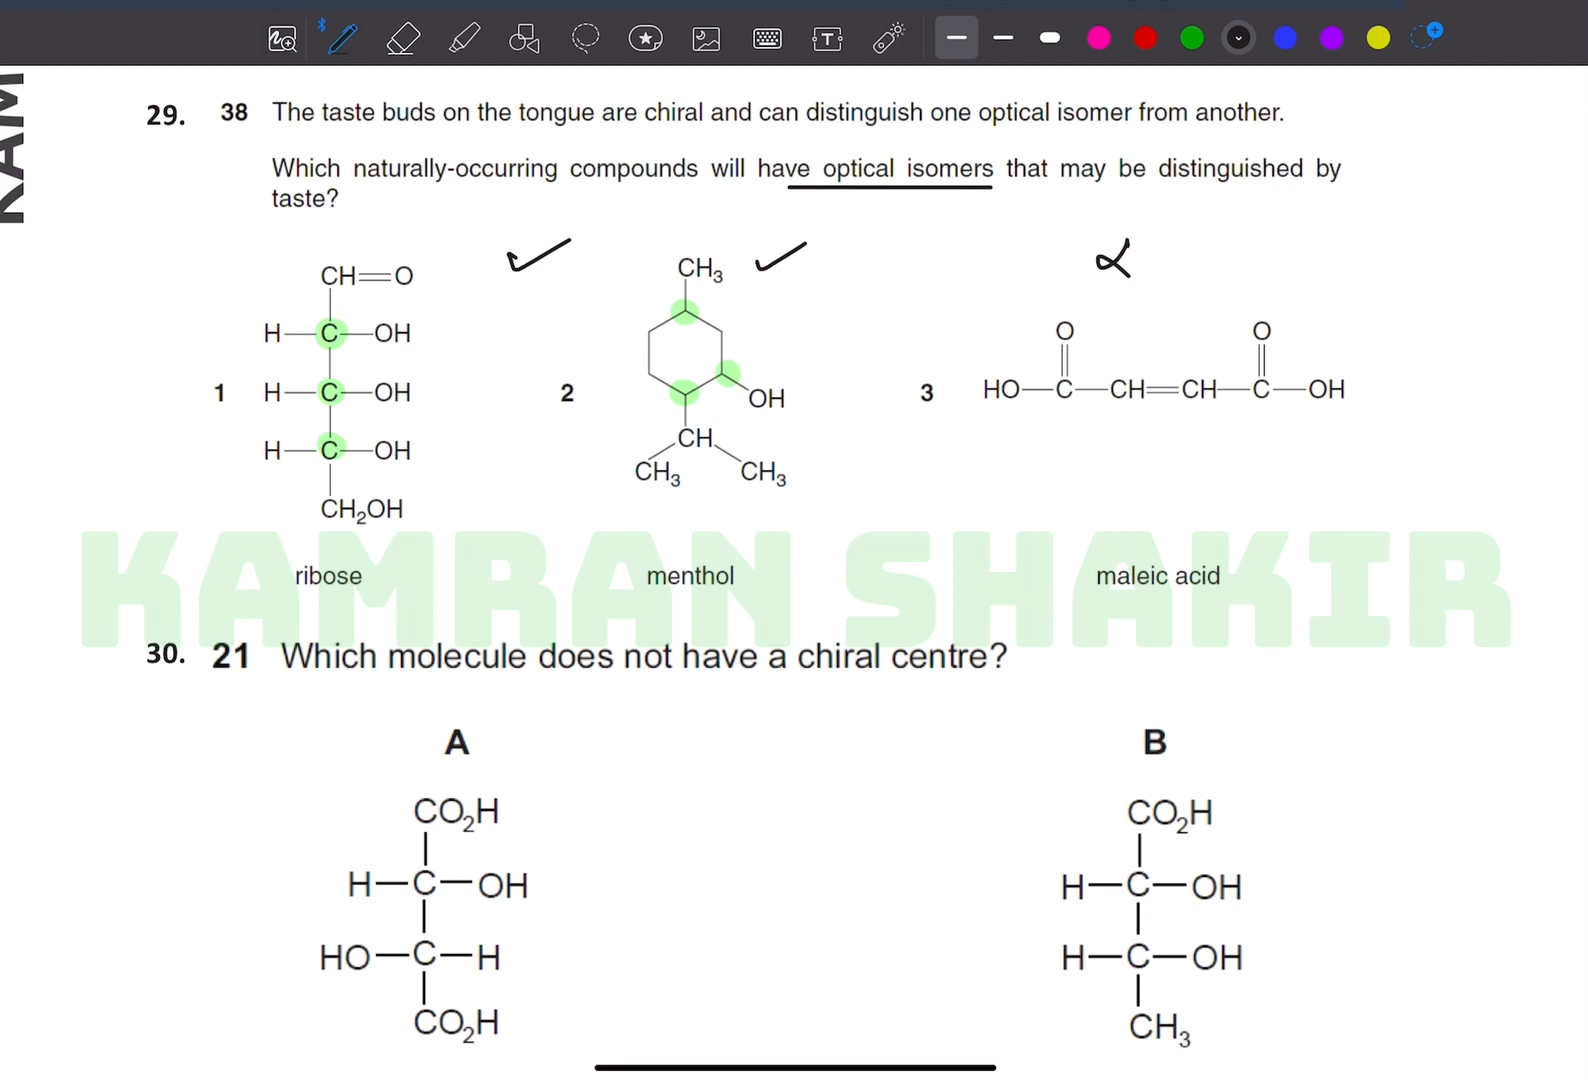 KAM
29. 38 The taste buds on the tongue are chiral and can distinguish one optical isomer from another.
Which naturally-occurring compounds will have optical isomers that may be distinguished by
taste?
1
CH=O
H—C—OH
H—C—OH
H—C—OH
CH₂OH
ribose
2
CH₃
OH
CH
CH₃ CH₃
menthol
3
O O
HO—C—CH=CH—C—OH
maleic acid
KAMRAN SHAKIR
30. 21 Which molecule does not have a chiral centre?
A
CO₂H
H—C—OH
HO—C—H
CO₂H
B
CO₂H
H—C—OH
H—C—OH
CH₃